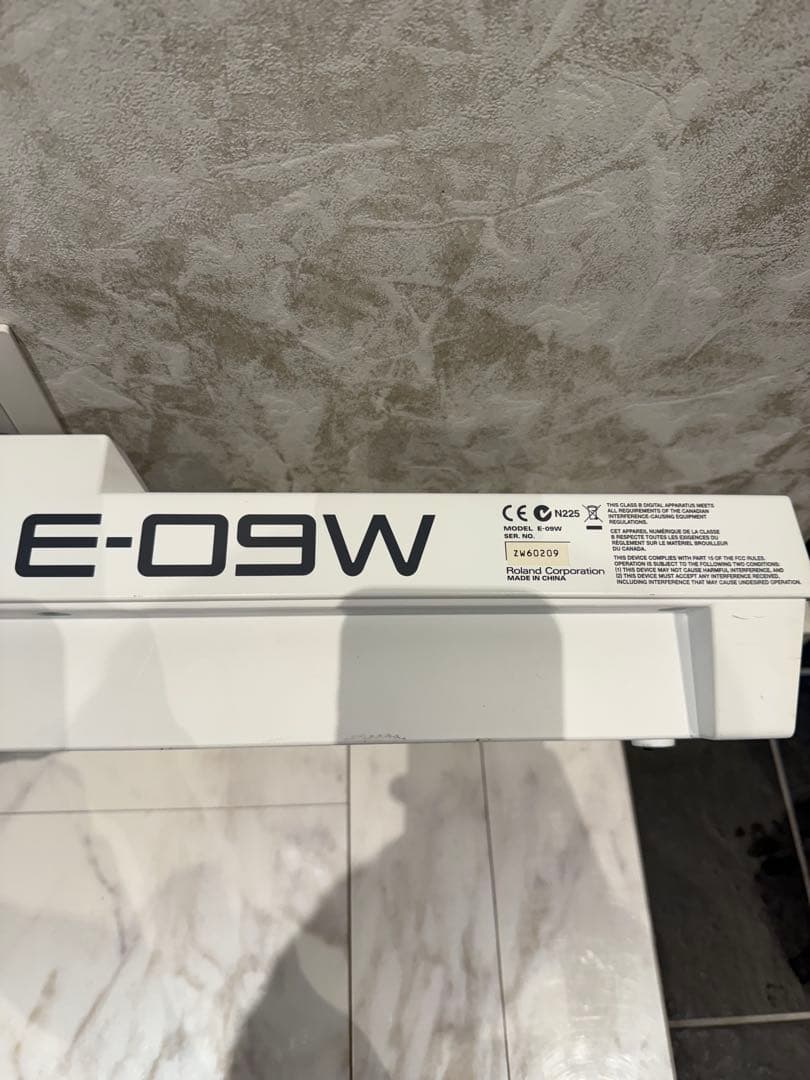 E-09W
CE N225
MODEL E-09W
SER. NO.
ZW60209
Roland Corporation
MADE IN CHINA
THIS CLASS B DIGITAL APPARATUS MEETS
ALL REQUIREMENTS OF THE CANADIAN
INTERFERENCE-CAUSING EQUIPMENT
REGULATIONS.
CET APPAREIL NUMÉRIQUE DE LA CLASSE
B RESPECTE TOUTES LES EXIGENCES DU
RÈGLEMENT SUR LE MATÉRIEL BROUILLEUR
DU CANADA.
THIS DEVICE COMPLIES WITH PART 15 OF THE FCC RULES.
OPERATION IS SUBJECT TO THE FOLLOWING TWO CONDITIONS:
(1) THIS DEVICE MAY NOT CAUSE HARMFUL INTERFERENCE, AND
(2) THIS DEVICE MUST ACCEPT ANY INTERFERENCE RECEIVED,
INCLUDING INTERFERENCE THAT MAY CAUSE UNDESIRED OPERATION.